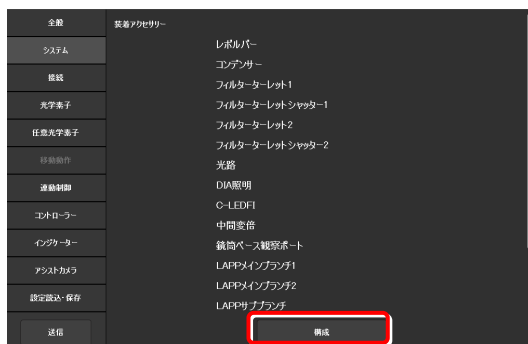 全般
システム
接続
光学素子
任意光学素子
移動動作
連動制御
コントローラー
インジケーター
アシストカメラ
設定読込・保存
送信
装着アクセサリー
レボルバー
コンデンサー
フィルターターレット1
フィルターターレットシャッター1
フィルターターレット2
フィルターターレットシャッター2
光路
DIA照明
C-LEDFI
中間変倍
鏡筒ベース観察ポート
LAPPメインブランチ1
LAPPメインブランチ2
LAPPサブブランチ
構成